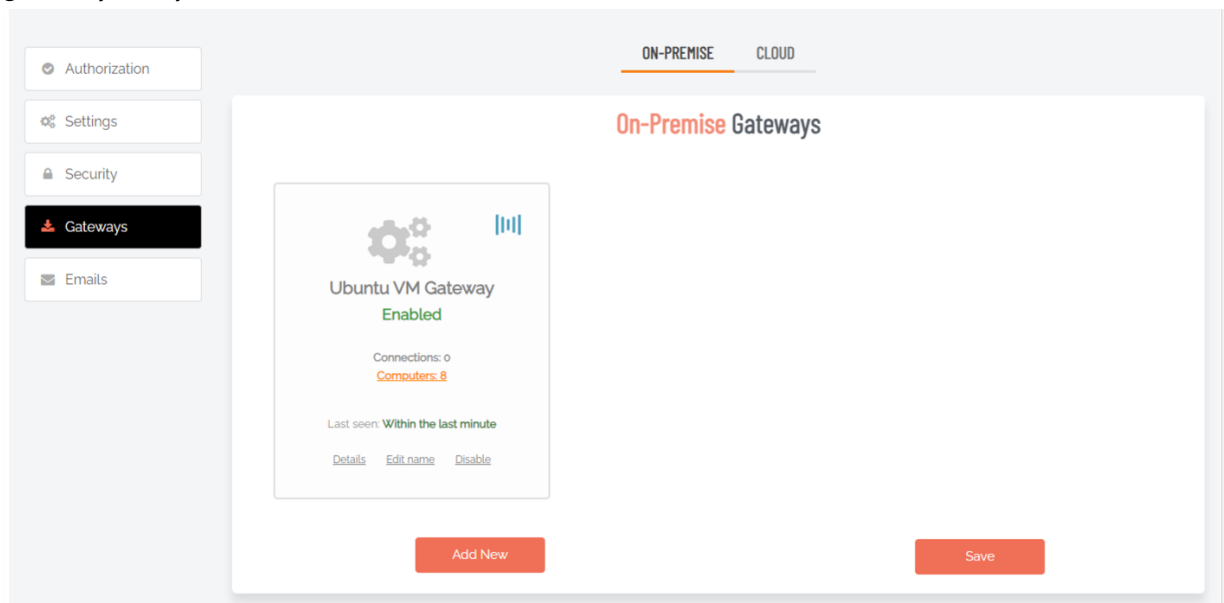 ON-PREMISE CLOUD
Authorization
Settings
Security
Gateways
Emails
On-Premise Gateways
Ubuntu VM Gateway
Enabled
Connections: 0
Computers: 8
Last seen: Within the last minute
Details Edit name Disable
Add New
Save